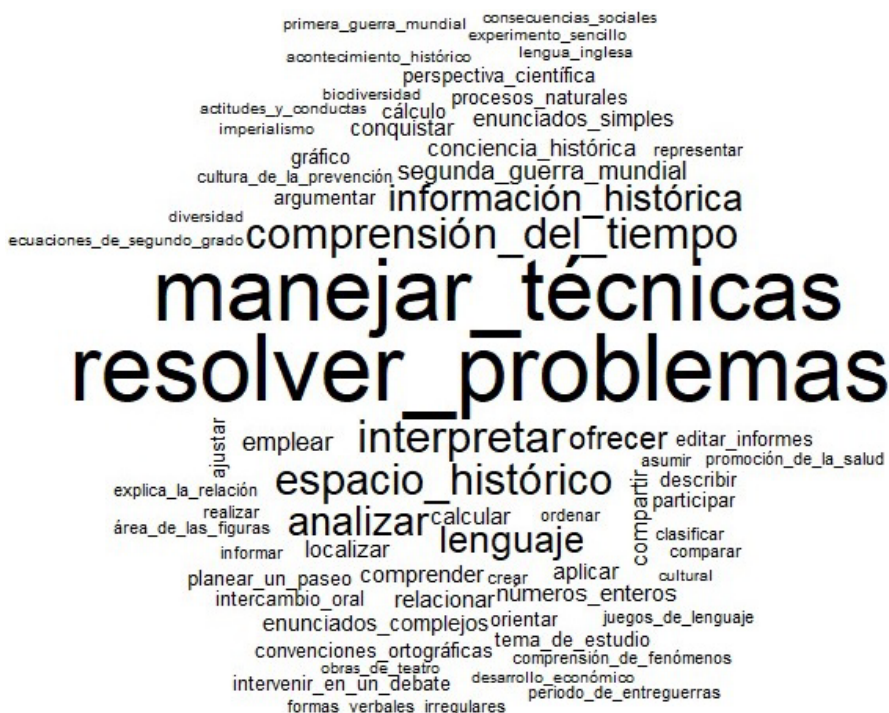 primera_guerra_mundial
consecuencias_sociales
experimento_sencillo
acontecimiento_histórico
lengua_inglesa
perspectiva_científica
biodiversidad
procesos_naturales
actitudes_y_conductas
cálculo
enunciados_simples
imperialismo
conquistar
conciencia_histórica
representar
gráfico
segunda_guerra_mundial
cultura_de_la_prevención
argumentar
información_histórica
diversidad
ecuaciones_de_segundo_grado
comprensión_del_tiempo
manejar_técnicas
resolver_problemas
ajustar
emplear
interpretar
ofrecer
editar_informes
asumir
promoción_de_la_salud
explica_la_relación
espacio_histórico
compartir
describir
participar
realizar
área_de_las_figuras
analizar
calcular
ordenar
informar
localizar
lenguaje
clasificar
comparar
planear_un_paseo
comprender
crear
aplicar
cultural
intercambio_oral
relacionar
números_enteros
enunciados_complejos
orientar
juegos_de_lenguaje
convenciones_ortográficas
tema_de_estudio
obras_de_teatro
comprensión_de_fenómenos
intervenir_en_un_debate
desarrollo_económico
periodo_de_entreguerras
formas_verbales_irregulares